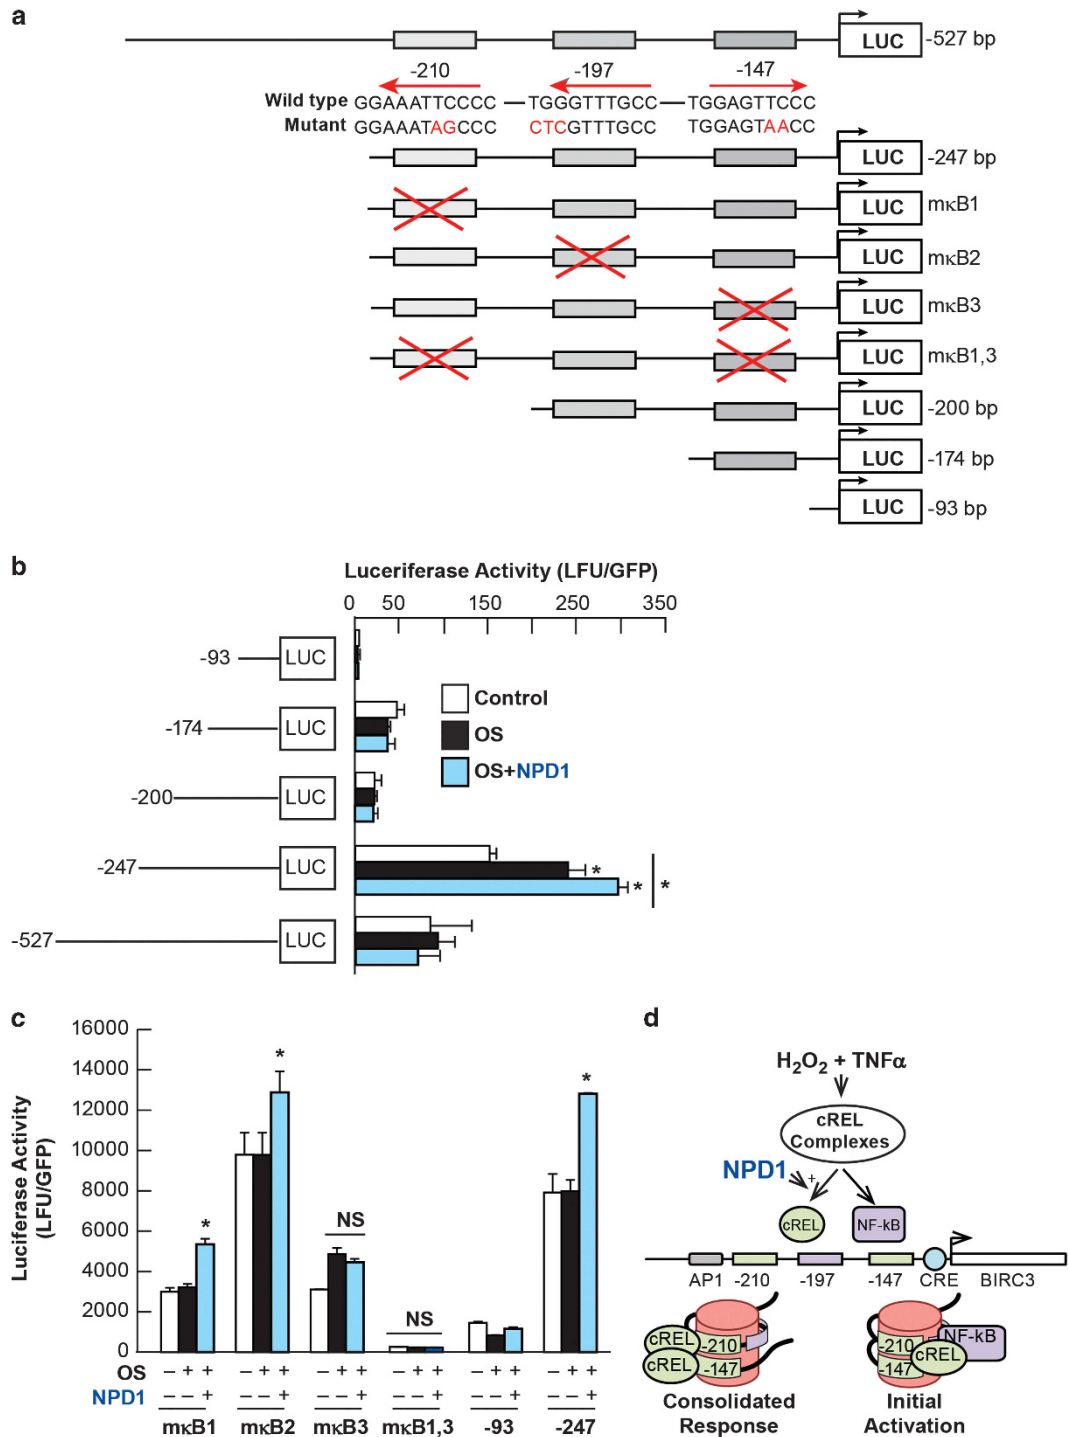 a
LUC -527 bp
-210 -197 -147
Wild type GGAAATTCCCC — TGGGTTTGCC — TGGAGTTCCC
Mutant GGAAATAGCCC CTCGTTTGCC TGGAGTAACC
LUC -247 bp
LUC mκB1
LUC mκB2
LUC mκB3
LUC mκB1,3
LUC -200 bp
LUC -174 bp
LUC -93 bp
b
Luceriferase Activity (LFU/GFP)
0 50 150 250 350
-93 LUC
Control
-174 LUC
OS
OS+NPD1
-200 LUC
-247 LUC
* * *
-527 LUC
c
Luciferase Activity
(LFU/GFP)
16000
14000
12000
10000
8000
6000
4000
2000
0
* * NS NS *
OS – + + – + + – + + – + + – + + – + +
NPD1 – – + – – + – – + – – + – – + – – +
mκB1 mκB2 mκB3 mκB1,3 -93 -247
d
H2O2 + TNFα
cREL
Complexes
NPD1 +
cREL NF-kB
AP1 -210 -197 -147 CRE BIRC3
cREL -210
cREL -147
Consolidated
Response
-210 NF-kB
-147 cREL
Initial
Activation